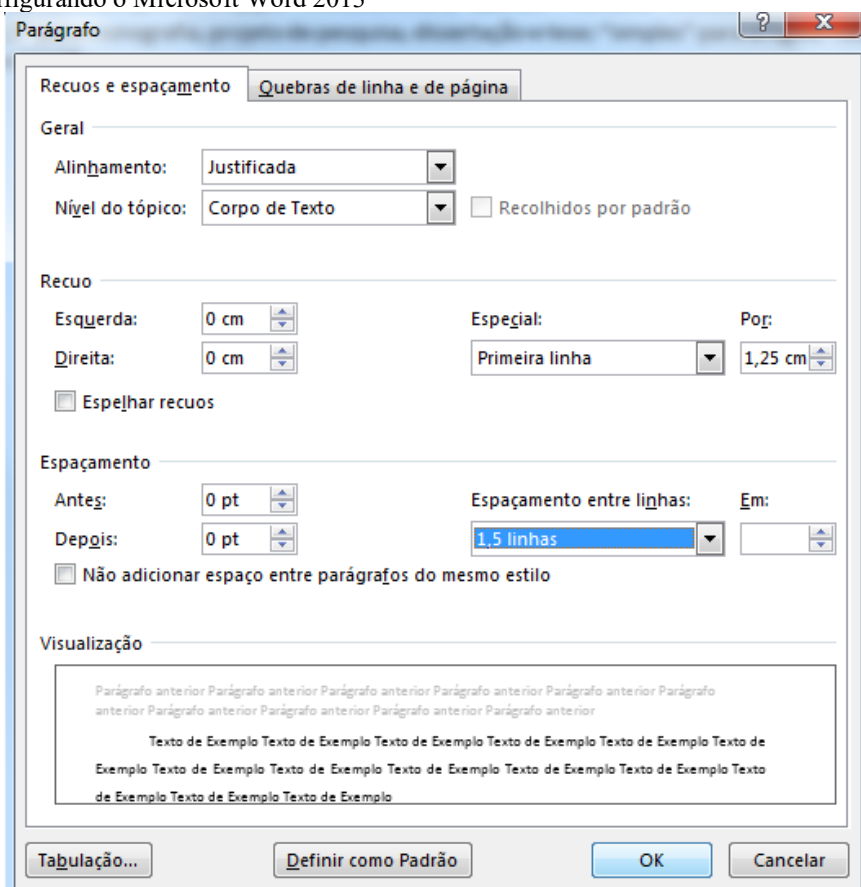 figurando o Microsoft Word 2013
Parágrafo
Recuos e espaçamento Quebras de linha e de página
Geral
Alinhamento: Justificada
Nível do tópico: Corpo de Texto Recolhidos por padrão
Recuo
Esquerda: 0 cm Especial: Por:
Direita: 0 cm Primeira linha 1,25 cm
Espelhar recuos
Espaçamento
Antes: 0 pt Espaçamento entre linhas: Em:
Depois: 0 pt 1,5 linhas
Não adicionar espaço entre parágrafos do mesmo estilo
Visualização
Parágrafo anterior Parágrafo anterior Parágrafo anterior Parágrafo anterior Parágrafo anterior Parágrafo
anterior Parágrafo anterior Parágrafo anterior Parágrafo anterior Parágrafo anterior
Texto de Exemplo Texto de Exemplo Texto de Exemplo Texto de Exemplo Texto de Exemplo Texto de
Exemplo Texto de Exemplo Texto de Exemplo Texto de Exemplo Texto de Exemplo Texto de Exemplo Texto
de Exemplo Texto de Exemplo Texto de Exemplo
Tabulação... Definir como Padrão OK Cancelar